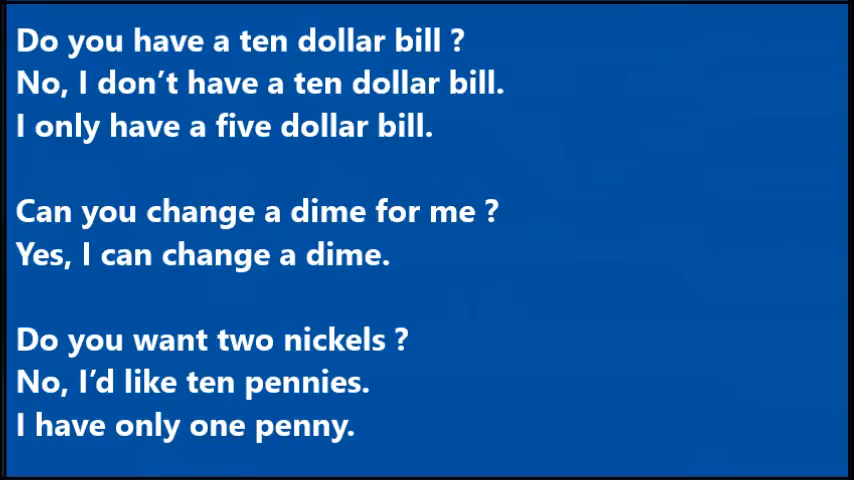 Do you have a ten dollar bill ?
No, I don’t have a ten dollar bill.
I only have a five dollar bill.
Can you change a dime for me ?
Yes, I can change a dime.
Do you want two nickels ?
No, I’d like ten pennies.
I have only one penny.